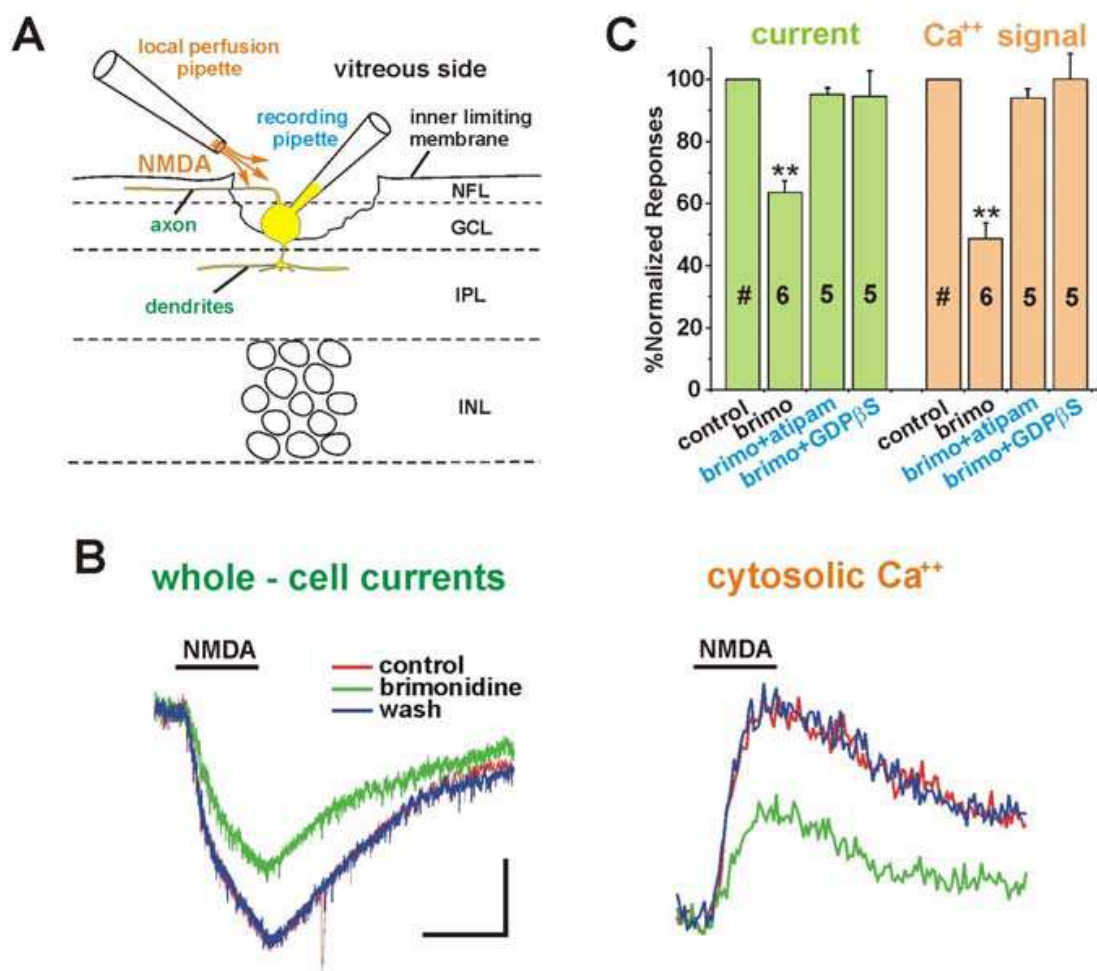 A
local perfusion
pipette
vitreous side
recording
pipette
inner limiting
membrane
NMDA
NFL
axon
GCL
dendrites
IPL
INL
C
current
Ca++ signal
%Normalized Reponses
100
80
60
40
20
0
**
**
#
6
5
5
#
6
5
5
control
brimo
brimo+atipam
brimo+GDPβS
control
brimo
brimo+atipam
brimo+GDPβS
B
whole - cell currents
cytosolic Ca++
NMDA
control
brimonidine
wash
NMDA